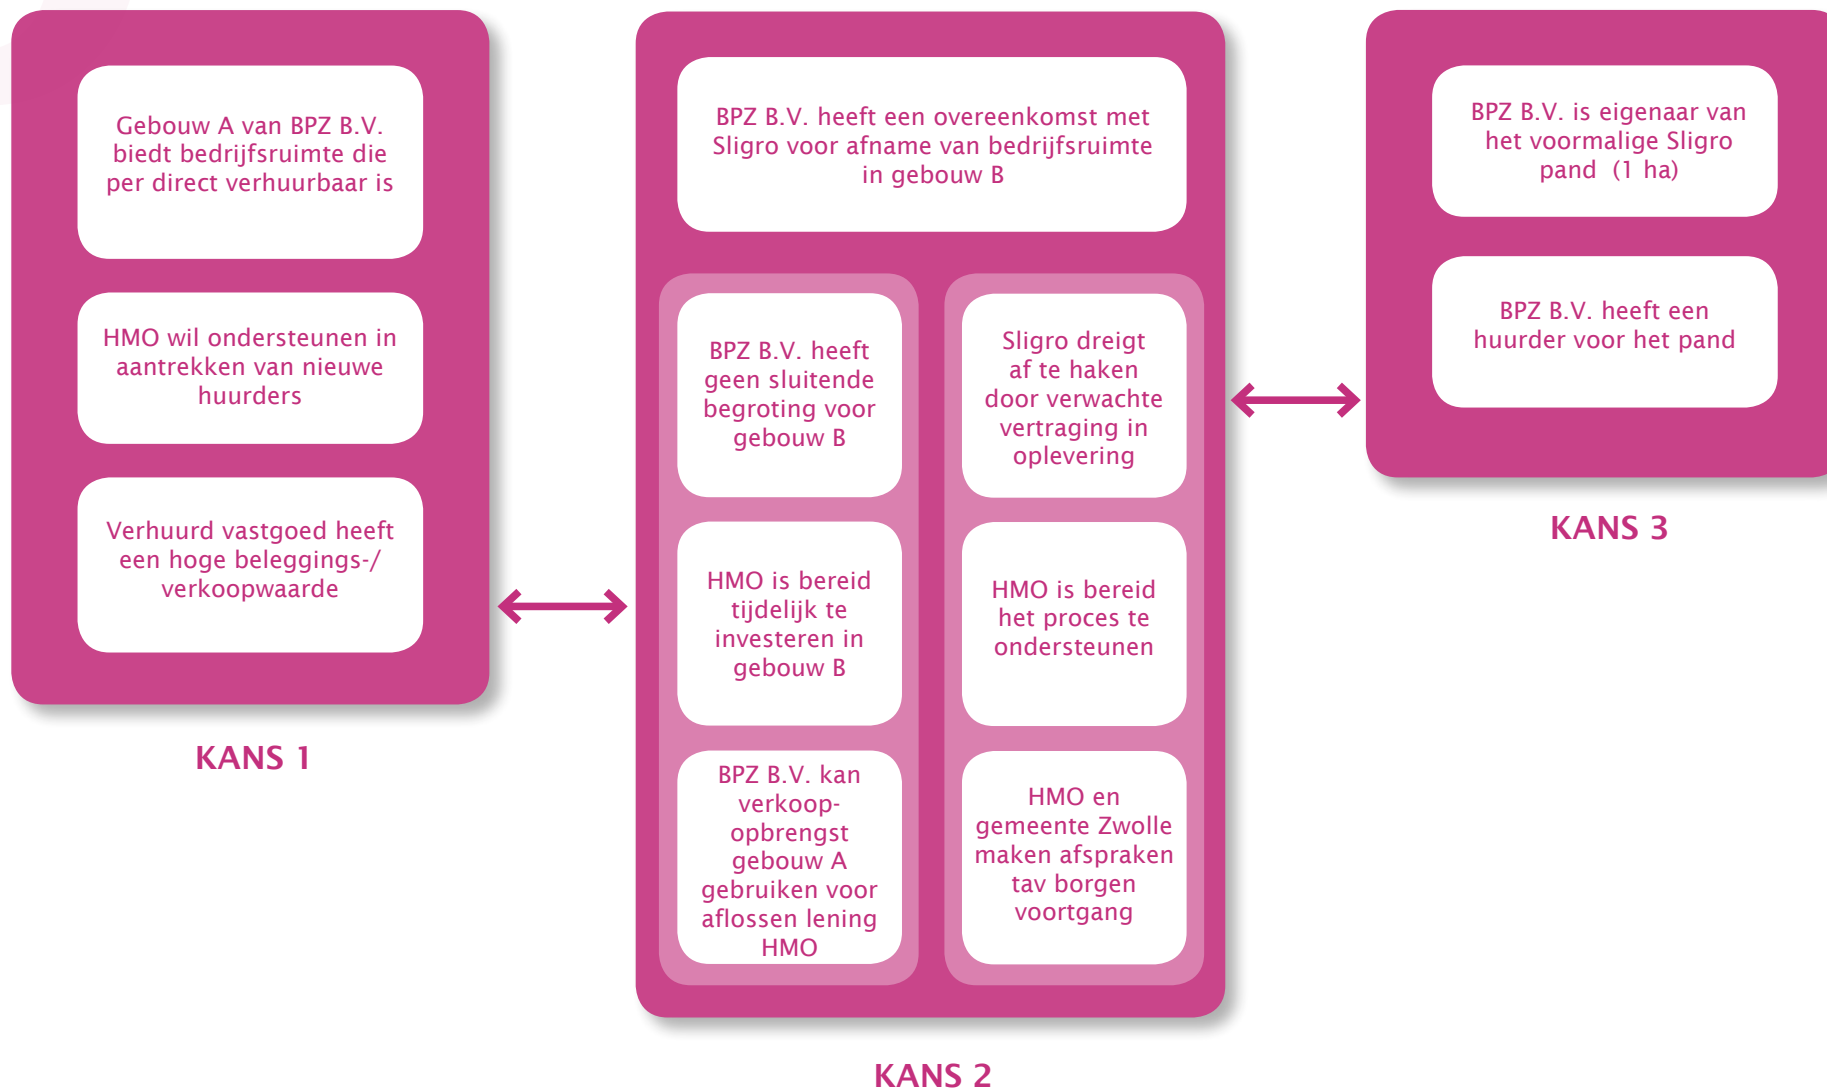 Gebouw A van BPZ B.V.
biedt bedrijfsruimte die
per direct verhuurbaar is
HMO wil ondersteunen in
aantrekken van nieuwe
huurders
Verhuurd vastgoed heeft
een hoge beleggings-/
verkoopwaarde
KANS 1
BPZ B.V. heeft een overeenkomst met
Sligro voor afname van bedrijfsruimte
in gebouw B
BPZ B.V. heeft
geen sluitende
begroting voor
gebouw B
HMO is bereid
tijdelijk te
investeren in
gebouw B
BPZ B.V. kan
verkoop-
opbrengst
gebouw A
gebruiken voor
aflossen lening
HMO
Sligro dreigt
af te haken
door verwachte
vertraging in
oplevering
HMO is bereid
het proces te
ondersteunen
HMO en
gemeente Zwolle
maken afspraken
tav borgen
voortgang
KANS 2
BPZ B.V. is eigenaar van
het voormalige Sligro
pand (1 ha)
BPZ B.V. heeft een
huurder voor het pand
KANS 3